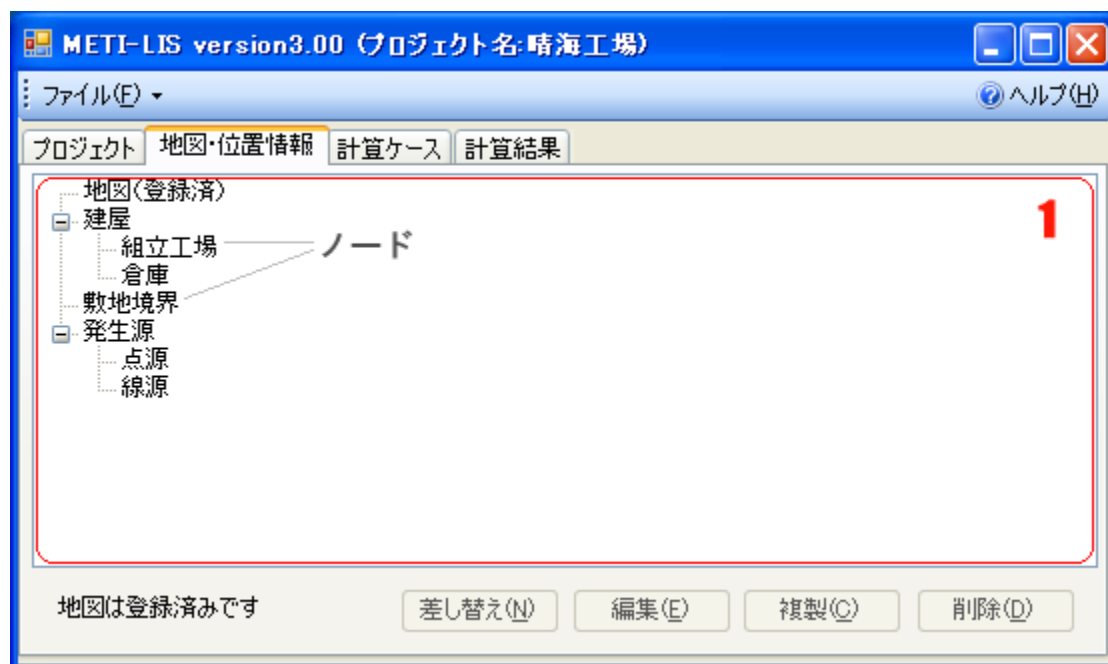 METI-LIS version3.00 (プロジェクト名:晴海工場)
ファイル(F) ヘルプ(H)
プロジェクト 地図・位置情報 計算ケース 計算結果
地図(登録済) 1
建屋
組立工場 ノード
倉庫
敷地境界
発生源
点源
線源
地図は登録済みです 差し替え(N) 編集(E) 複製(C) 削除(D)